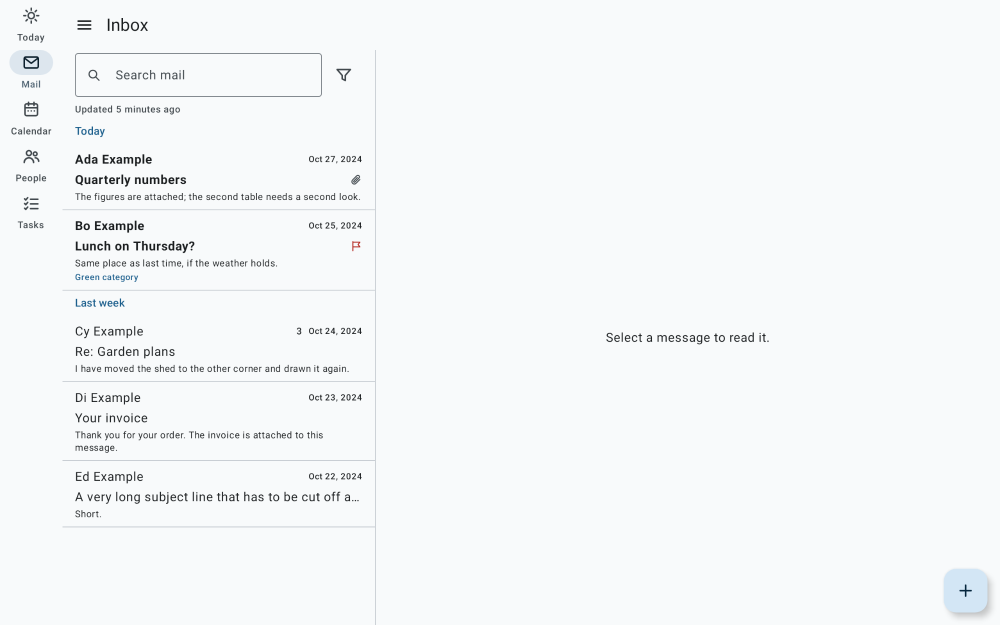 Today
Mail
Calendar
People
Tasks
Inbox
Search mail
Updated 5 minutes ago
Today
Ada Example Oct 27, 2024
Quarterly numbers
The figures are attached; the second table needs a second look.
Bo Example Oct 25, 2024
Lunch on Thursday?
Same place as last time, if the weather holds.
Green category
Last week
Cy Example 3 Oct 24, 2024
Re: Garden plans
I have moved the shed to the other corner and drawn it again.
Di Example Oct 23, 2024
Your invoice
Thank you for your order. The invoice is attached to this
message.
Ed Example Oct 22, 2024
A very long subject line that has to be cut off a…
Short.
Select a message to read it.